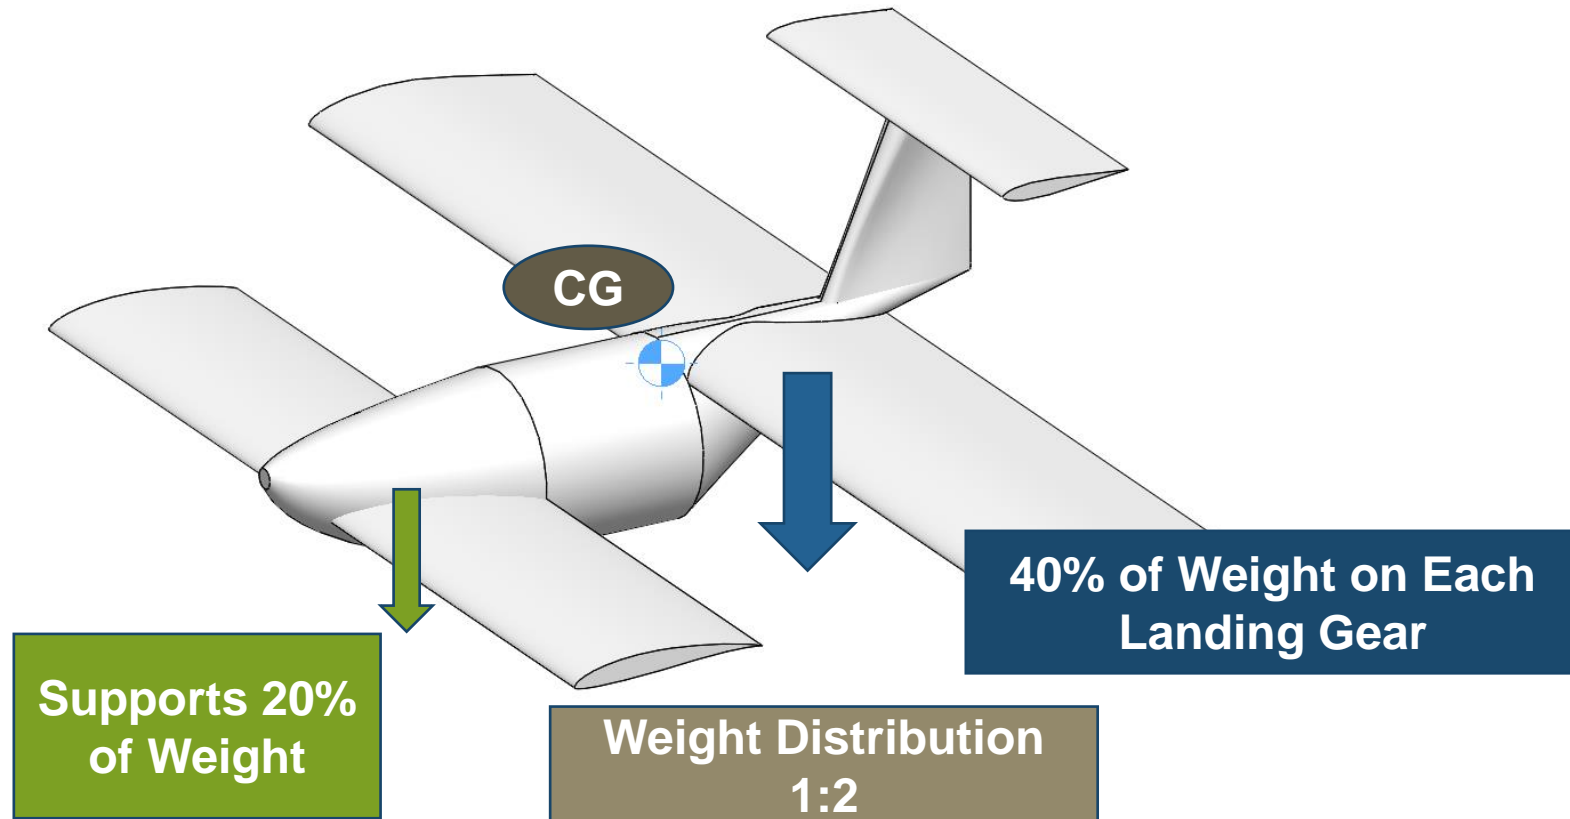 CG
40% of Weight on Each
Landing Gear
Supports 20%
of Weight
Weight Distribution
1:2